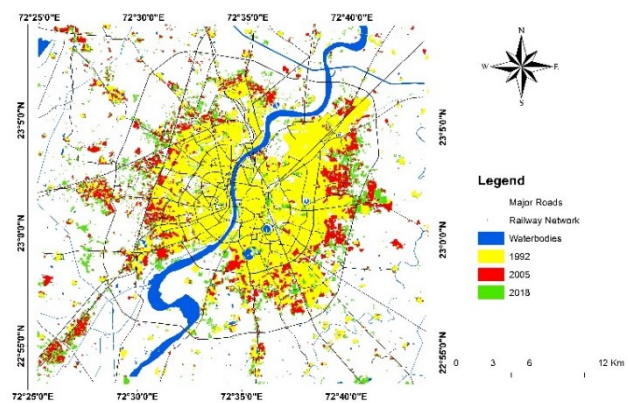 72°25'0"E 72°30'0"E 72°35'0"E 72°40'0"E
N
W E
S
23°5'0"N 23°5'0"N
23°0'0"N 23°0'0"N
22°55'0"N 22°55'0"N
72°25'0"E 72°30'0"E 72°35'0"E 72°40'0"E
Legend
Major Roads
Railway Network
Waterbodies
1992
2005
2018
0 3 6 12 Km